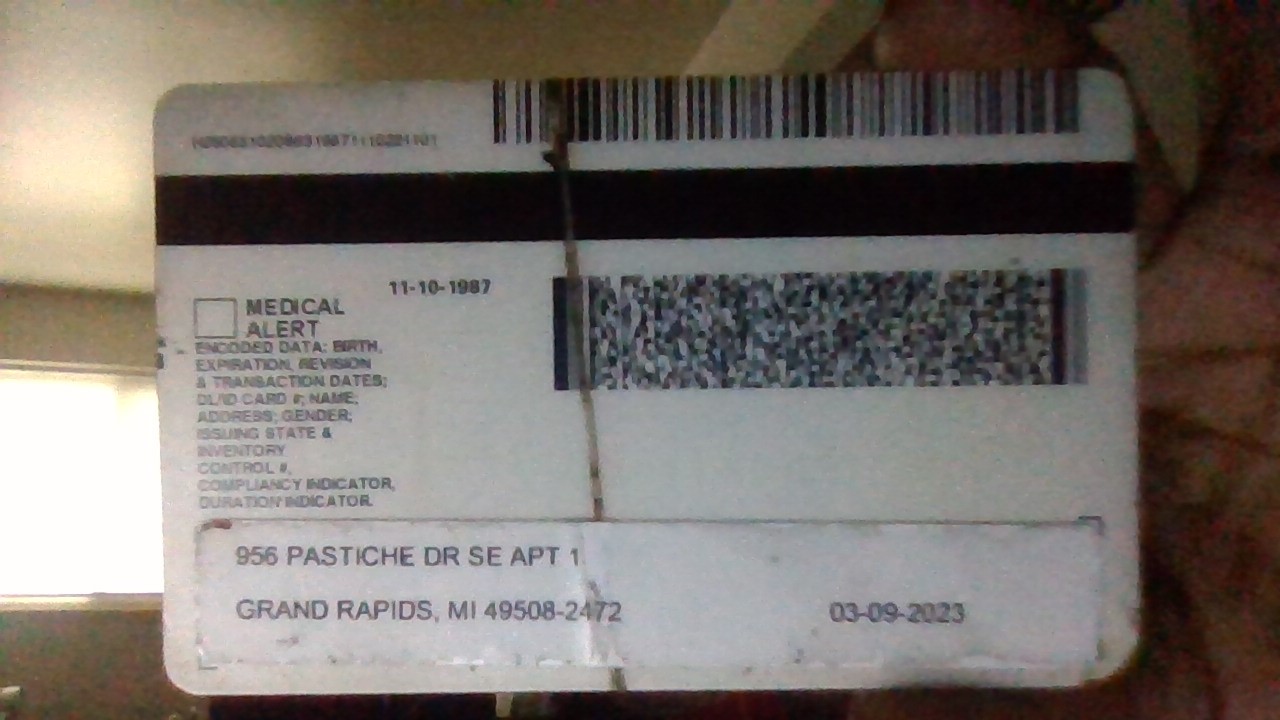 11-10-1987
MEDICAL
ALERT
ENCODED DATA: BIRTH,
EXPIRATION, REVISION
& TRANSACTION DATES;
DL/ID CARD #; NAME;
ADDRESS; GENDER;
ISSUING STATE &
INVENTORY
CONTROL #,
COMPLIANCY INDICATOR,
DURATION INDICATOR.
956 PASTICHE DR SE APT 1
GRAND RAPIDS, MI 49508-2472
03-09-2023